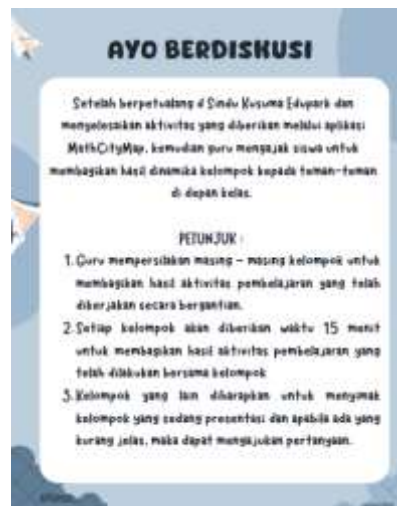 AYO BERDISKUSI
Setelah berpetualang d Sindu Kusuma Edupark dan
mengelesaikan aktivitas yang diberikan melalui aplikasi
MathCityMap, kemudian guru mengajak siswa untuk
membagikan hasil dinamika kelompok kepada teman-teman
di depan kelas.
PETUNJUK :
1. Guru mempersilakan masing - masing kelompok untuk
membagikan hasil aktivitas pembelajaran yang telah
dikerjakan secara bergantian.
2. Setiap kelompok akan diberikan waktu 15 menit
untuk membagikan hasil aktivitas pembelajaran yang
telah dilakukan bersama kelompok
3. Kelompok yang lain diharapkan untuk menyimak
kelompok yang sedang presentasi dan apabila ada yang
kurang jelas, maka dapat mengajukan pertanyaan.